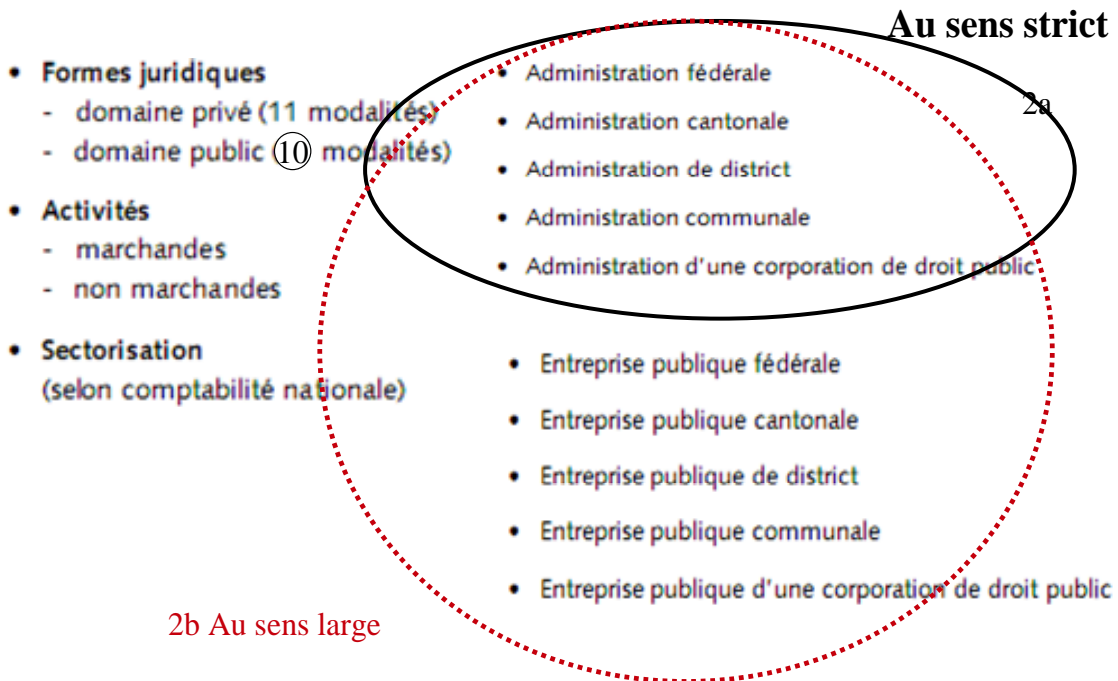 Au sens strict
2a
• Formes juridiques
- domaine privé (11 modalités)
- domaine public (10 modalités)
• Activités
- marchandes
- non marchandes
• Sectorisation
(selon comptabilité nationale)
• Administration fédérale
• Administration cantonale
• Administration de district
• Administration communale
• Administration d'une corporation de droit public
• Entreprise publique fédérale
• Entreprise publique cantonale
• Entreprise publique de district
• Entreprise publique communale
• Entreprise publique d'une corporation de droit public
2b Au sens large